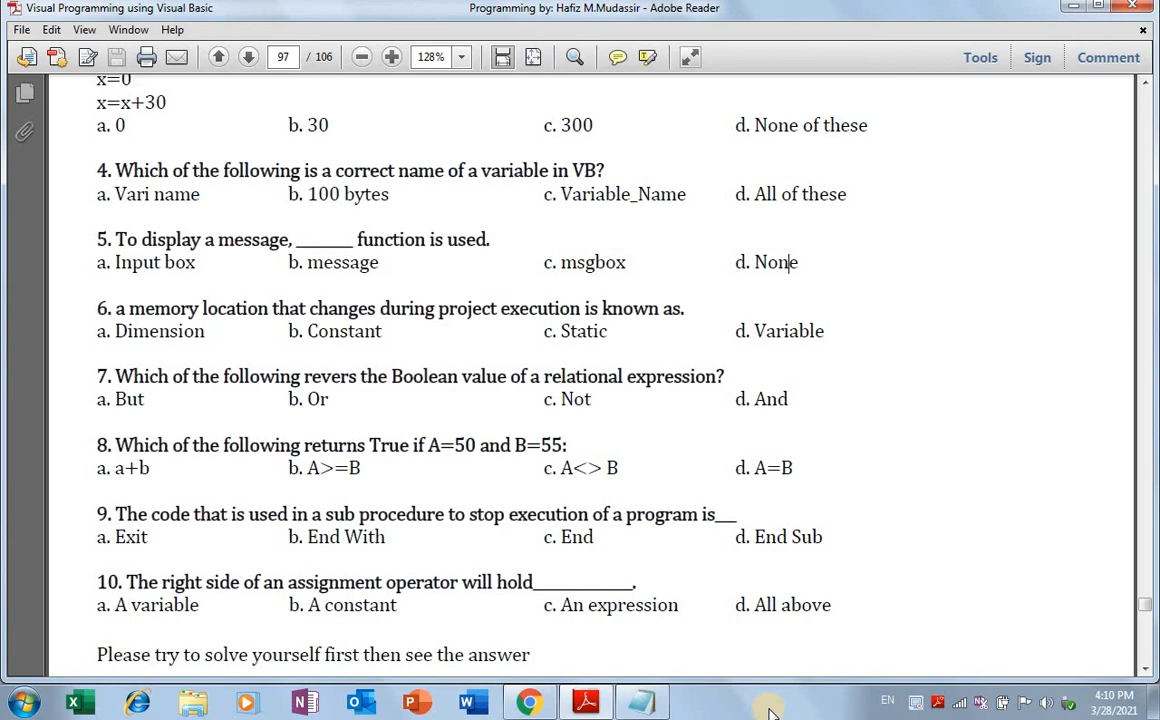 Visual Programming using Visual Basic
Programming by: Hafiz M.Mudassir - Adobe Reader
File Edit View Window Help
97 / 106 128% Tools Sign Comment
x=0
x=x+30
a. 0 b. 30 c. 300 d. None of these
4. Which of the following is a correct name of a variable in VB?
a. Vari name b. 100 bytes c. Variable_Name d. All of these
5. To display a message, ______ function is used.
a. Input box b. message c. msgbox d. None
6. a memory location that changes during project execution is known as.
a. Dimension b. Constant c. Static d. Variable
7. Which of the following revers the Boolean value of a relational expression?
a. But b. Or c. Not d. And
8. Which of the following returns True if A=50 and B=55:
a. a+b b. A>=B c. A<> B d. A=B
9. The code that is used in a sub procedure to stop execution of a program is__
a. Exit b. End With c. End d. End Sub
10. The right side of an assignment operator will hold__________.
a. A variable b. A constant c. An expression d. All above
Please try to solve yourself first then see the answer
EN 4:10 PM
3/28/2021